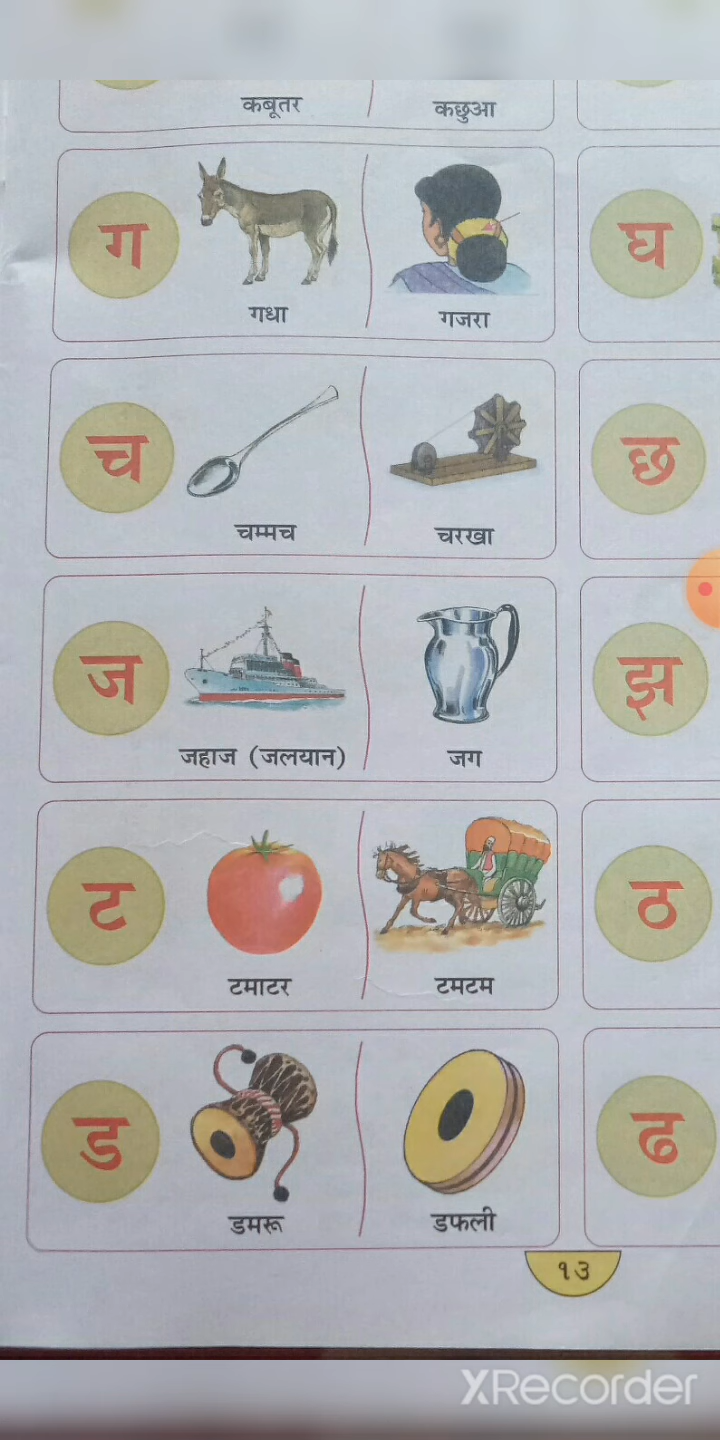 कबूतर कछुआ
ग घ
गधा गजरा
च छ
चम्मच चरखा
ज झ
जहाज (जलयान) जग
ट ठ
टमाटर टमटम
ड ढ
डमरू डफली
१३
XRecorder